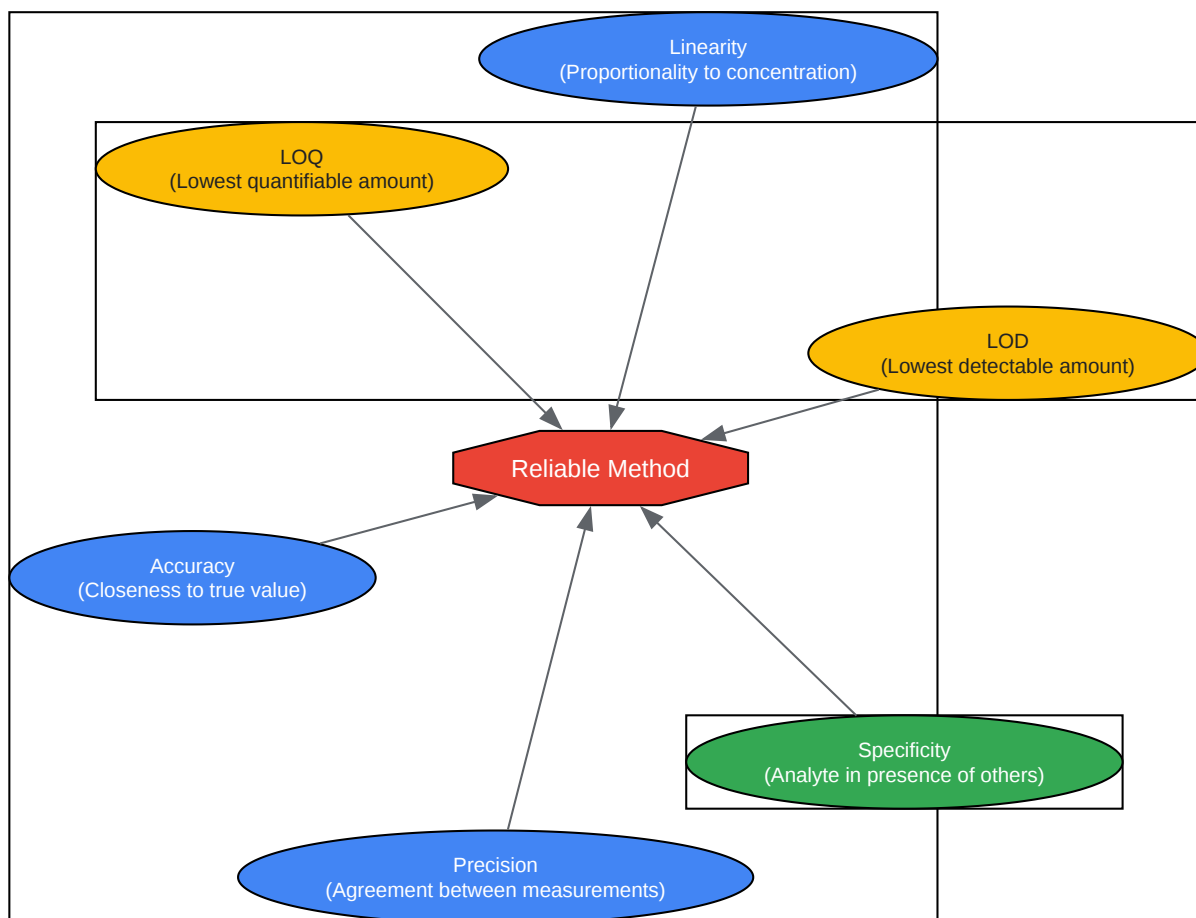 Linearity
(Proportionality to concentration)
LOQ
(Lowest quantifiable amount)
LOD
(Lowest detectable amount)
Reliable Method
Accuracy
(Closeness to true value)
Specificity
(Analyte in presence of others)
Precision
(Agreement between measurements)